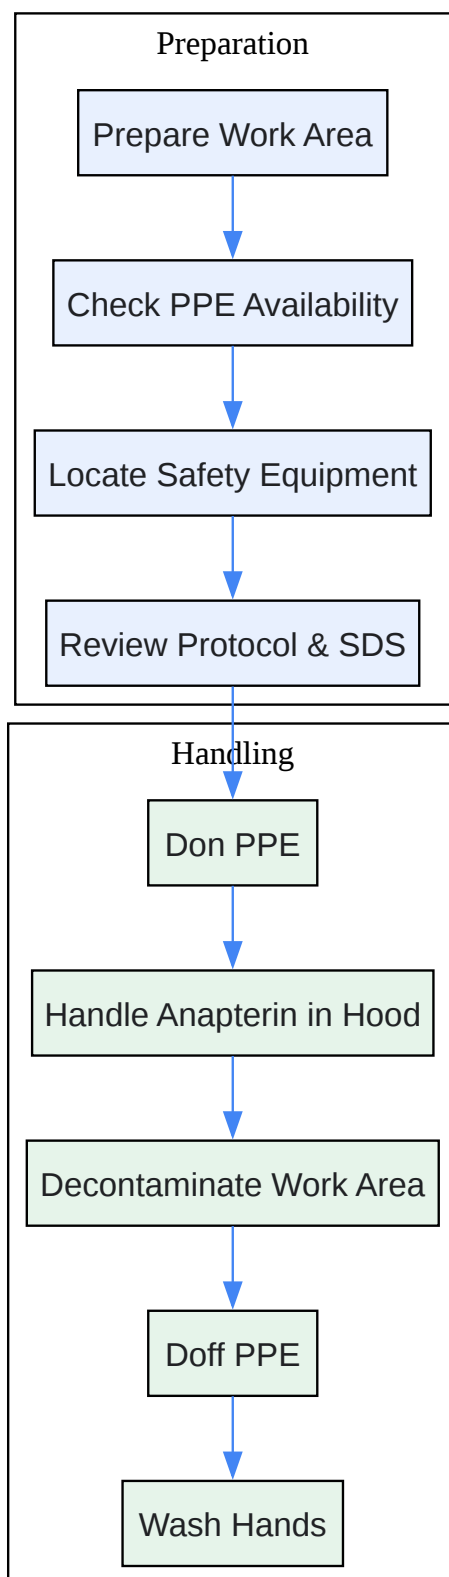 Preparation
Prepare Work Area
Check PPE Availability
Locate Safety Equipment
Review Protocol & SDS
Handling
Don PPE
Handle Anapterin in Hood
Decontaminate Work Area
Doff PPE
Wash Hands